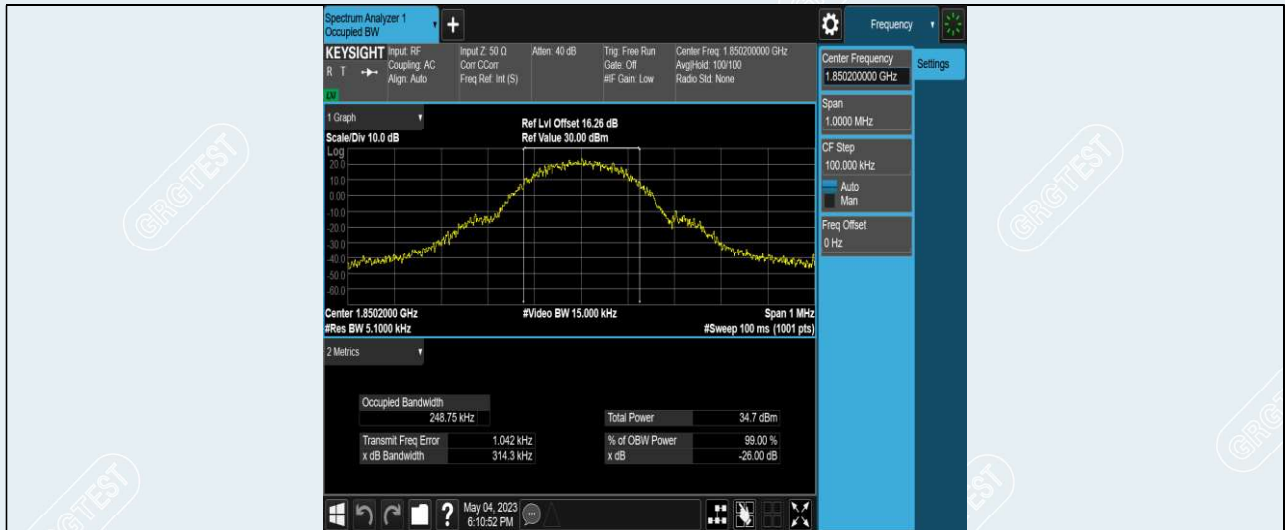 Spectrum Analyzer 1
Occupied BW
+
Frequency
KEYSIGHT
R T
Input: RF
Coupling: AC
Align: Auto
Input Z: 50 Ω
Corr CCorr
Freq Ref: Int (S)
Atten: 40 dB
Trig: Free Run
Gate: Off
#IF Gain: Low
Center Freq: 1.850200000 GHz
Avg|Hold: 100/100
Radio Std: None
1 Graph
Scale/Div 10.0 dB
Ref Lvl Offset 16.26 dB
Ref Value 30.00 dBm
Log
20.0
10.0
0.00
-10.0
-20.0
-30.0
-40.0
-50.0
-60.0
Center 1.8502000 GHz
#Res BW 5.1000 kHz
#Video BW 15.000 kHz
Span 1 MHz
#Sweep 100 ms (1001 pts)
2 Metrics
Occupied Bandwidth
248.75 kHz
Transmit Freq Error 1.042 kHz
x dB Bandwidth 314.3 kHz
Total Power 34.7 dBm
% of OBW Power 99.00 %
x dB -26.00 dB
?
May 04, 2023
6:10:52 PM
Center Frequency
1.850200000 GHz
Settings
Span
1.0000 MHz
CF Step
100.000 kHz
Auto
Man
Freq Offset
0 Hz
GRGTEST
GRGTEST
GRGTEST
GRGTEST
GRGTEST
GRGTEST